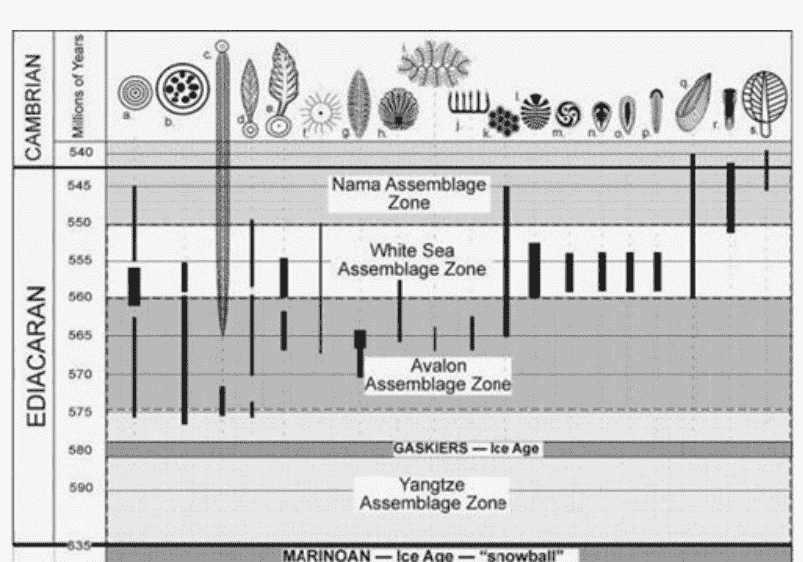 CAMBRIAN
Millions of Years
a.
b.
c.
d.
e.
f.
g.
h.
i.
j.
k.
l.
m.
n.
o.
p.
q.
r.
s.
540
545
550
555
560
565
570
575
580
590
635
EDIACARAN
Nama Assemblage
Zone
White Sea
Assemblage Zone
Avalon
Assemblage Zone
GASKIERS — Ice Age
Yangtze
Assemblage Zone
MARINOAN — Ice Age — “snowball”